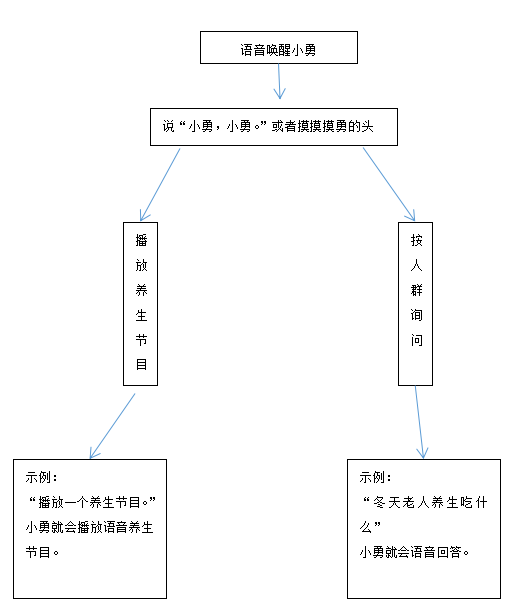 语音唤醒小勇
说“小勇，小勇。”或者摸摸摸勇的头
播放养生节目
按人群询问
示例：
“播放一个养生节目。”
小勇就会播放语音养生
节目。
示例：
“冬天老人养生吃什
么”
小勇就会语音回答。